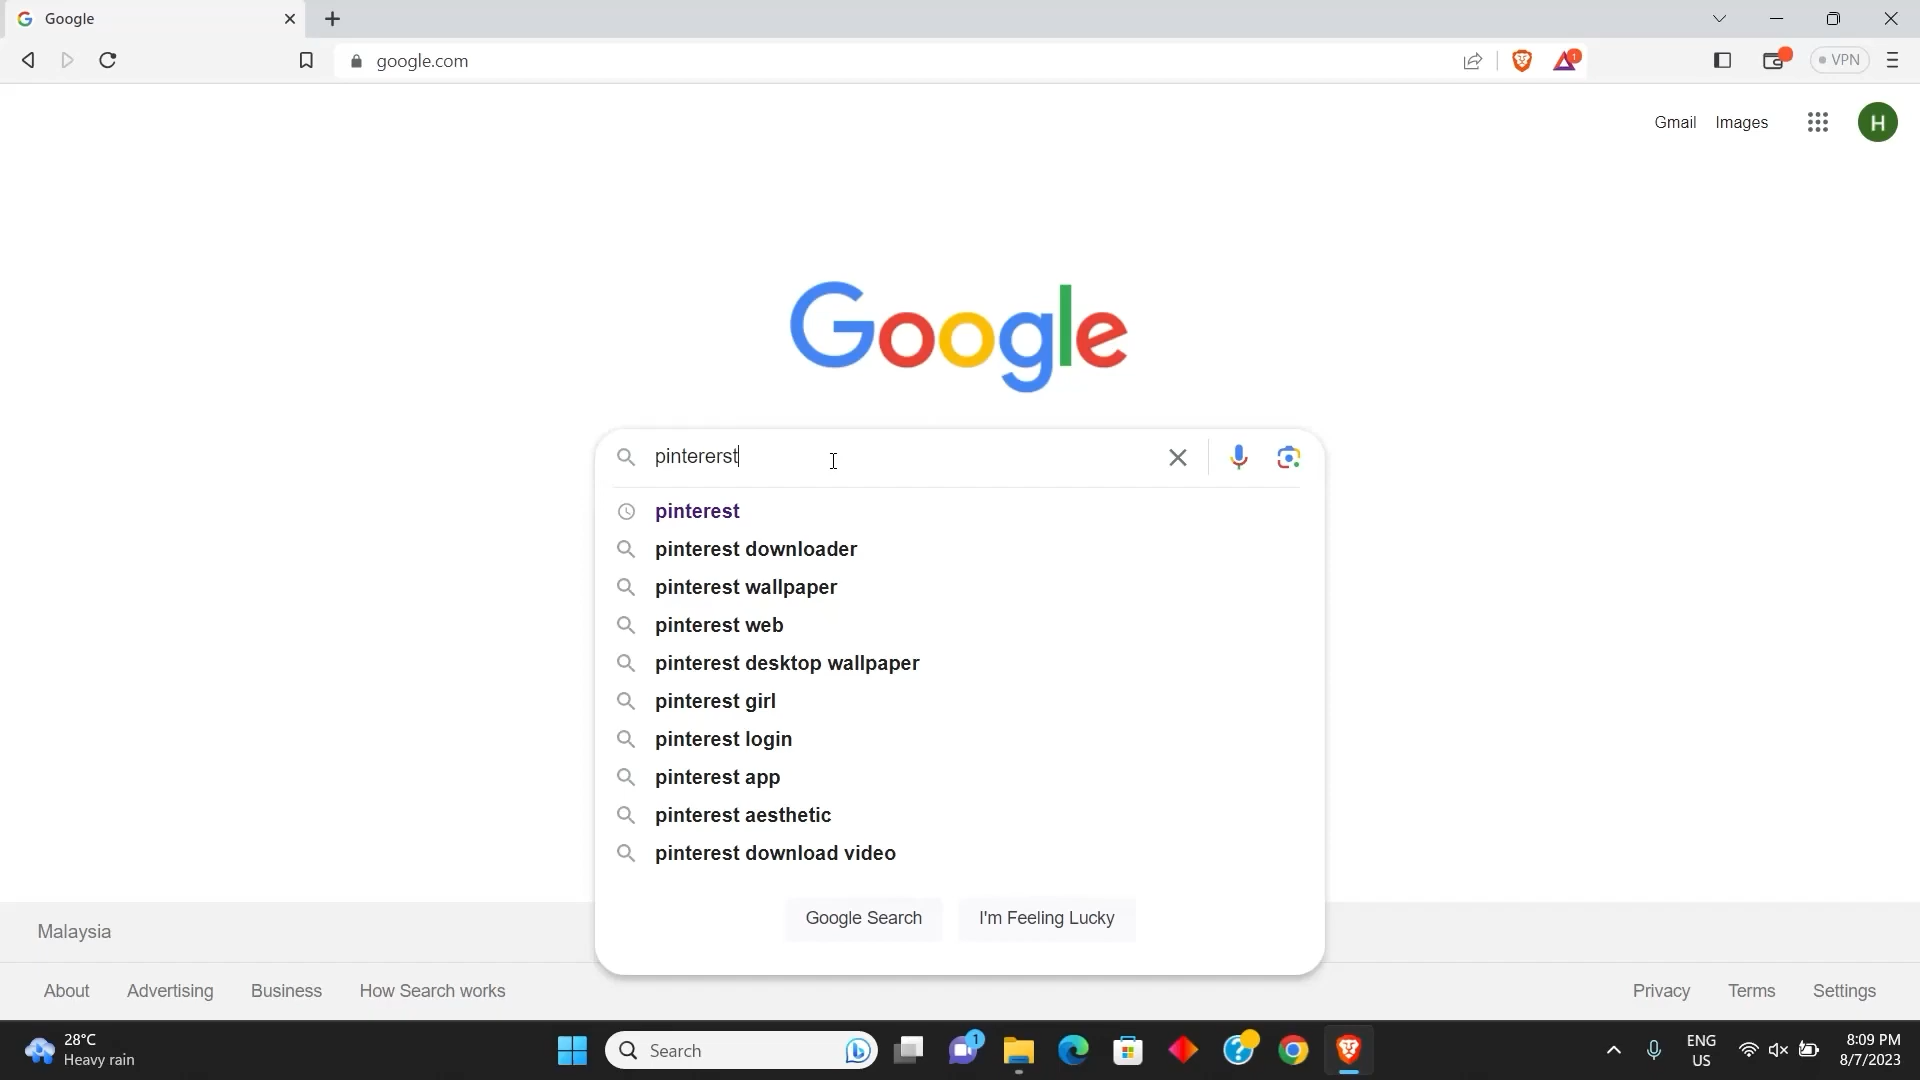 Google
google.com
1
VPN
Gmail
Images
H
Google
pintererst
pinterest
pinterest downloader
pinterest wallpaper
pinterest web
pinterest desktop wallpaper
pinterest girl
pinterest login
pinterest app
pinterest aesthetic
pinterest download video
Google Search
I'm Feeling Lucky
Malaysia
About
Advertising
Business
How Search works
Privacy
Terms
Settings
28°C
Heavy rain
Search
1
ENG
US
8:09 PM
8/7/2023